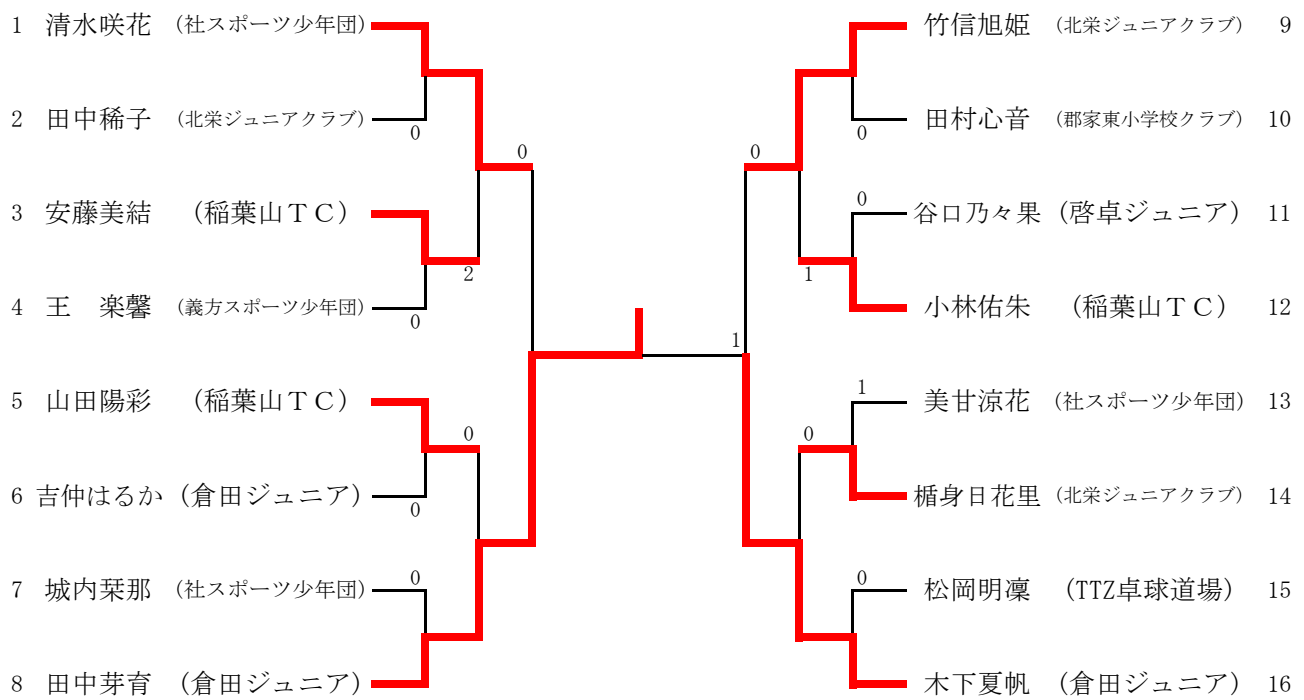 1 清水咲花 (社スポーツ少年団)
2 田中稀子 (北栄ジュニアクラブ)
0
0
3 安藤美結 (稲葉山ＴＣ)
2
4 王 楽馨 (義方スポーツ少年団)
0
5 山田陽彩 (稲葉山ＴＣ)
0
6 吉仲はるか (倉田ジュニア)
0
0
7 城内栞那 (社スポーツ少年団)
8 田中芽育 (倉田ジュニア)
竹信旭姫 (北栄ジュニアクラブ) 9
田村心音 (郡家東小学校クラブ) 10
0
0
0
谷口乃々果 (啓卓ジュニア) 11
1
小林佑朱 (稲葉山ＴＣ) 12
1
1
美甘涼花 (社スポーツ少年団) 13
0
楯身日花里 (北栄ジュニアクラブ) 14
0
松岡明凜 (TTZ卓球道場) 15
木下夏帆 (倉田ジュニア) 16